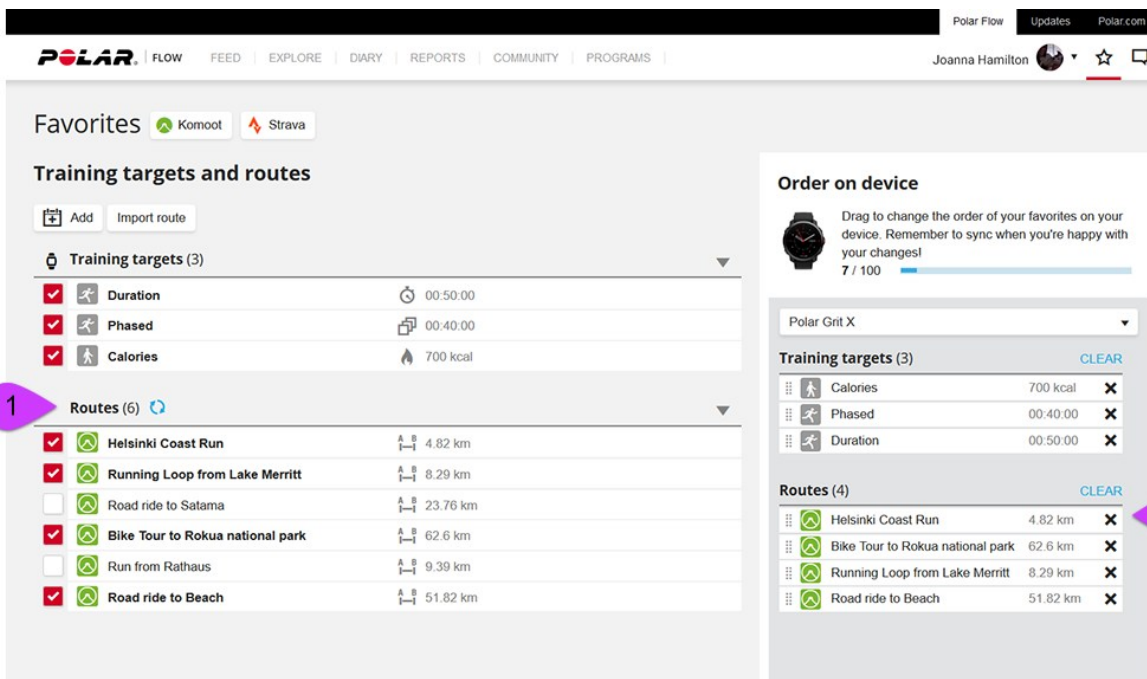 Polar Flow Updates Polar.com
POLAR. FLOW FEED EXPLORE DIARY REPORTS COMMUNITY PROGRAMS Joanna Hamilton
Favorites Komoot Strava
Training targets and routes
Add Import route
Training targets (3)
Duration 00:50:00
Phased 00:40:00
Calories 700 kcal
1
Routes (6)
Helsinki Coast Run A B 4.82 km
Running Loop from Lake Merritt A B 8.29 km
Road ride to Satama A B 23.76 km
Bike Tour to Rokua national park A B 62.6 km
Run from Rathaus A B 9.39 km
Road ride to Beach A B 51.82 km
Order on device
Drag to change the order of your favorites on your
device. Remember to sync when you're happy with
your changes!
7 / 100
Polar Grit X
Training targets (3) CLEAR
Calories 700 kcal
Phased 00:40:00
Duration 00:50:00
Routes (4) CLEAR
Helsinki Coast Run 4.82 km
Bike Tour to Rokua national park 62.6 km
Running Loop from Lake Merritt 8.29 km
Road ride to Beach 51.82 km